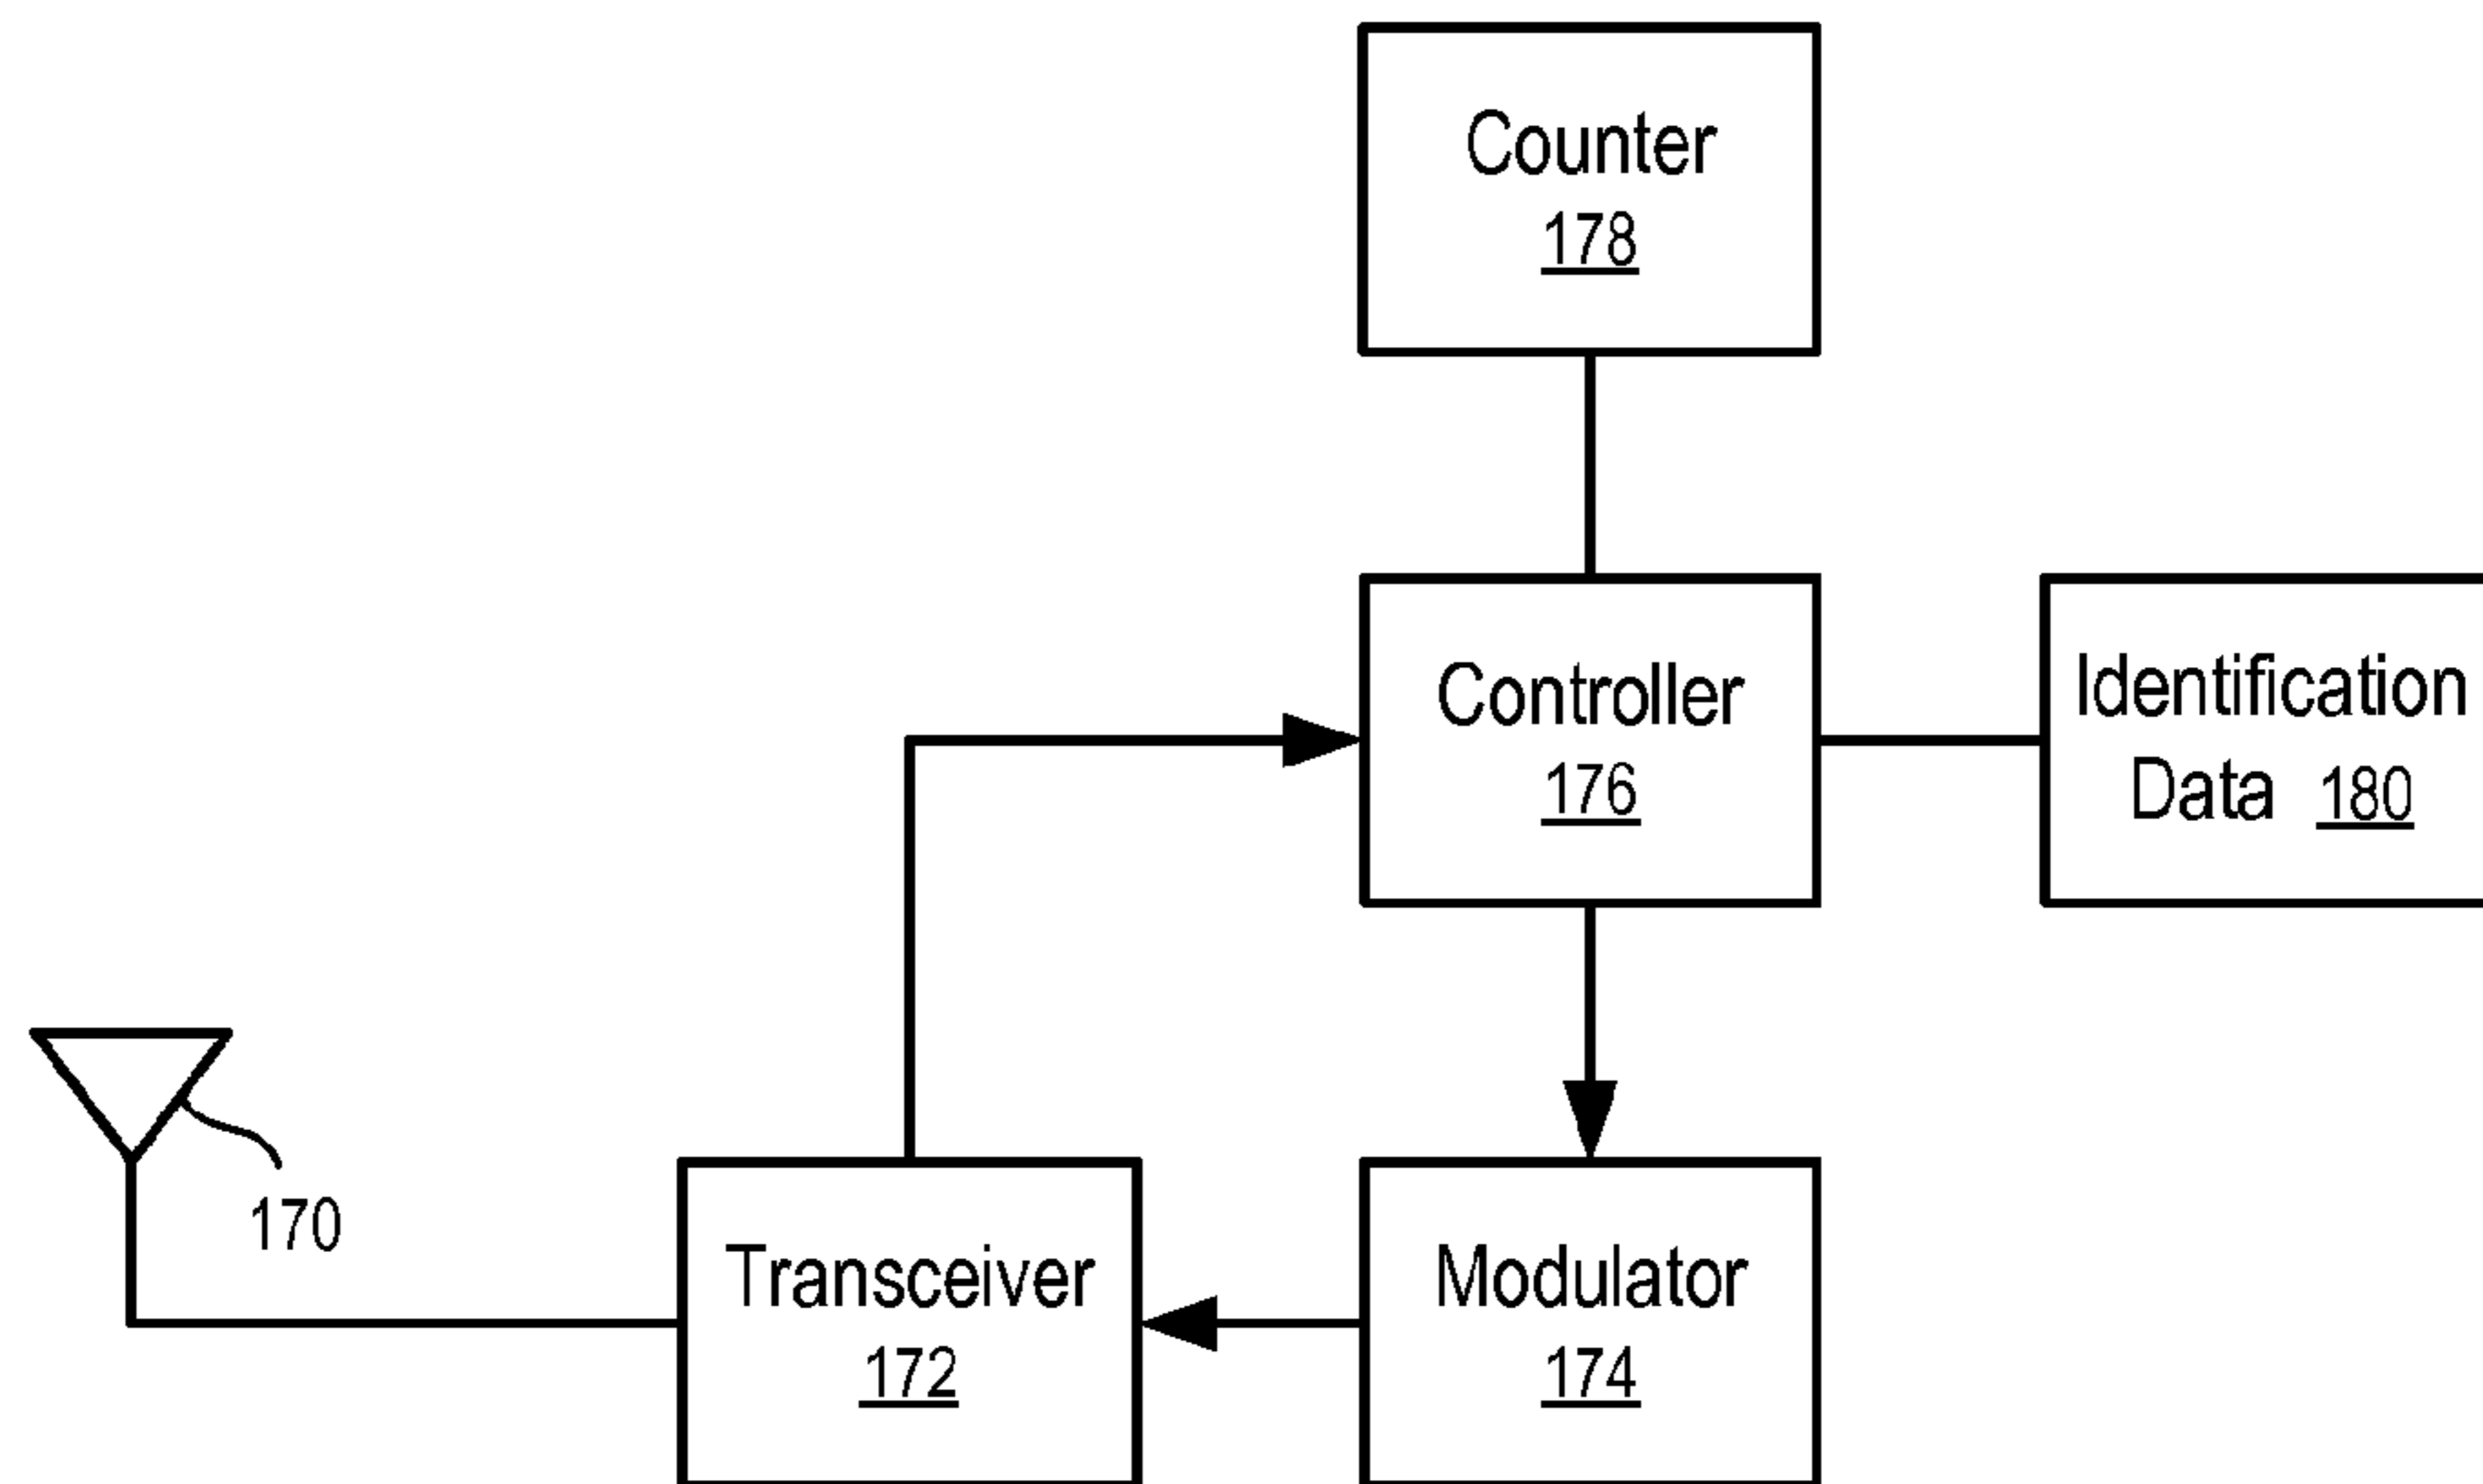 Counter
178
Controller
176
Identification
Data 180
170
Transceiver
172
Modulator
174